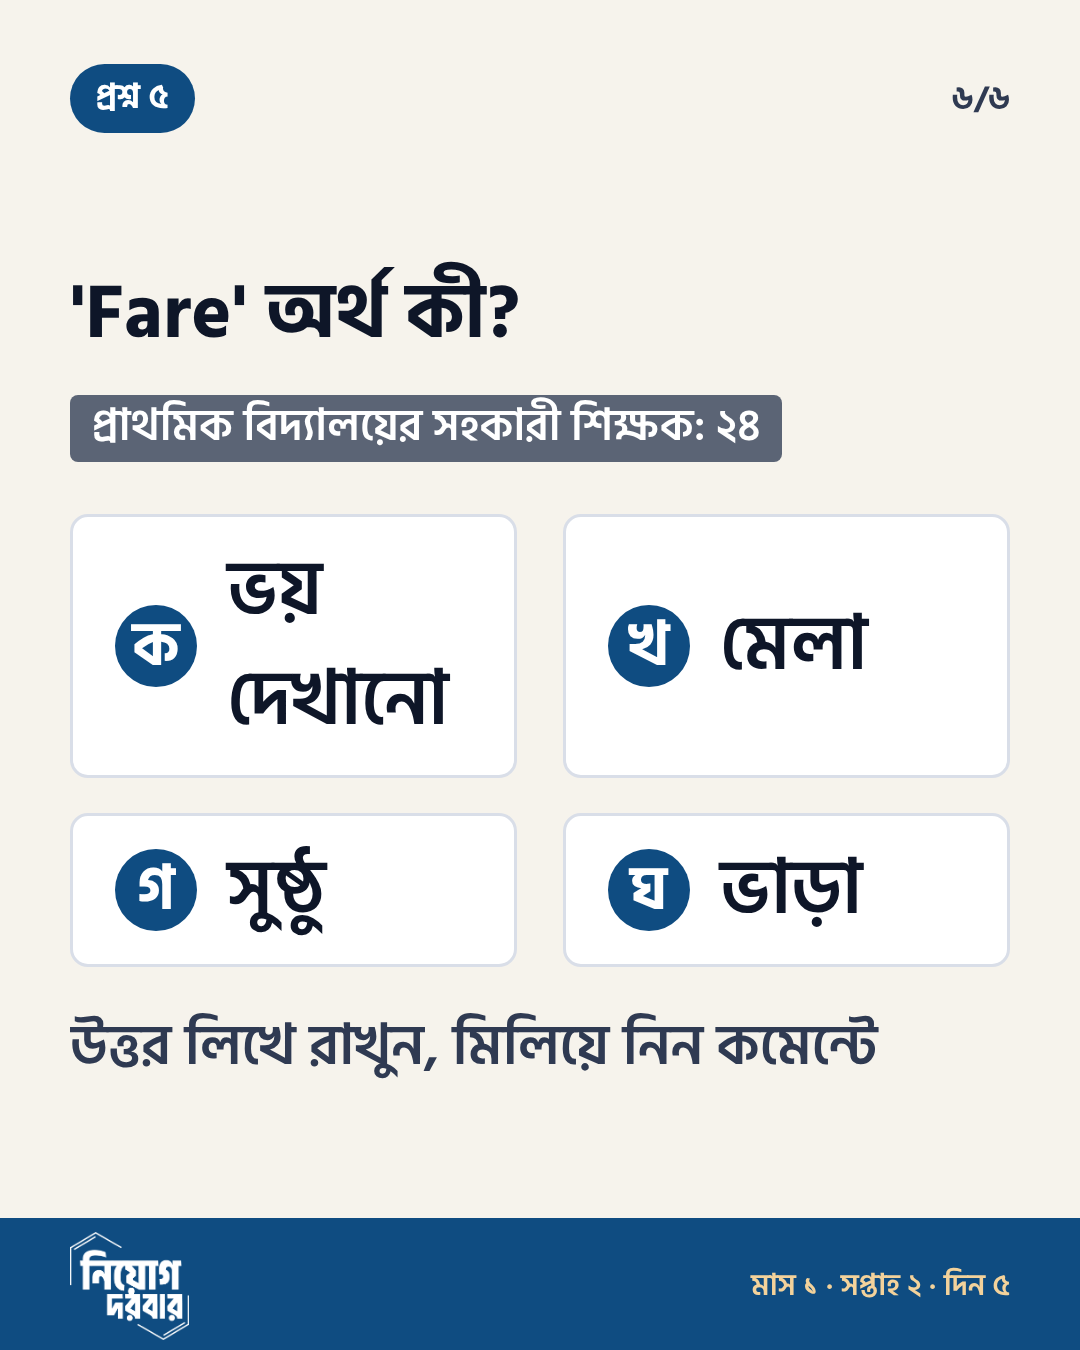 প্রশ্ন ৫
৬/৬
'Fare' অর্থ কী?
প্রাথমিক বিদ্যালয়ের সহকারী শিক্ষক: ২৪
ক
ভয়
দেখানো
খ
মেলা
গ
সুষ্ঠু
ঘ
ভাড়া
উত্তর লিখে রাখুন, মিলিয়ে নিন কমেন্টে
নিয়োগ
দরবার
মাস ১ · সপ্তাহ ২ · দিন ৫